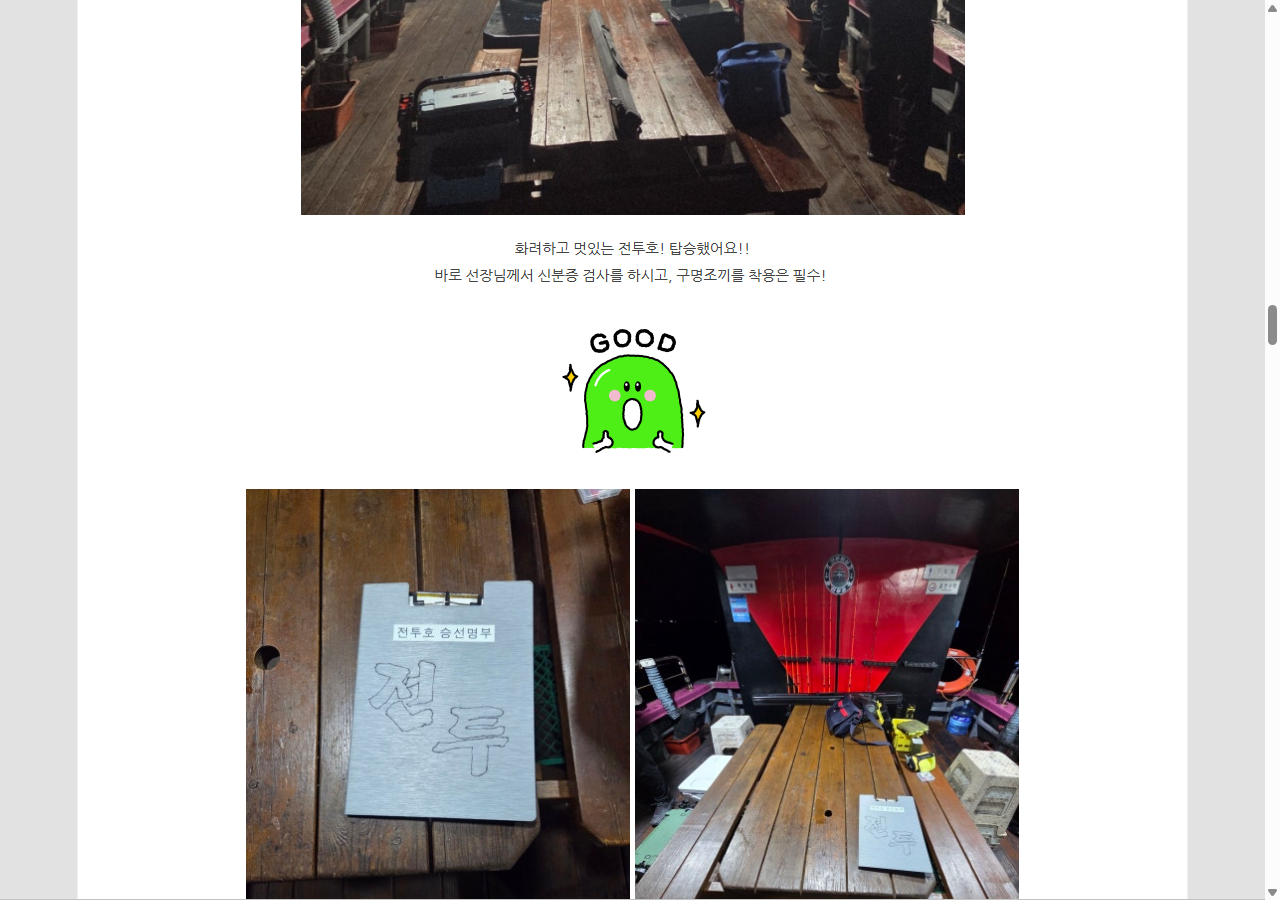 화려하고 멋있는 전투호! 탑승했어요!!
바로 선장님께서 신분증 검사를 하시고, 구명조끼를 착용은 필수!
GOOD
전투호 승선명부
전투
전투